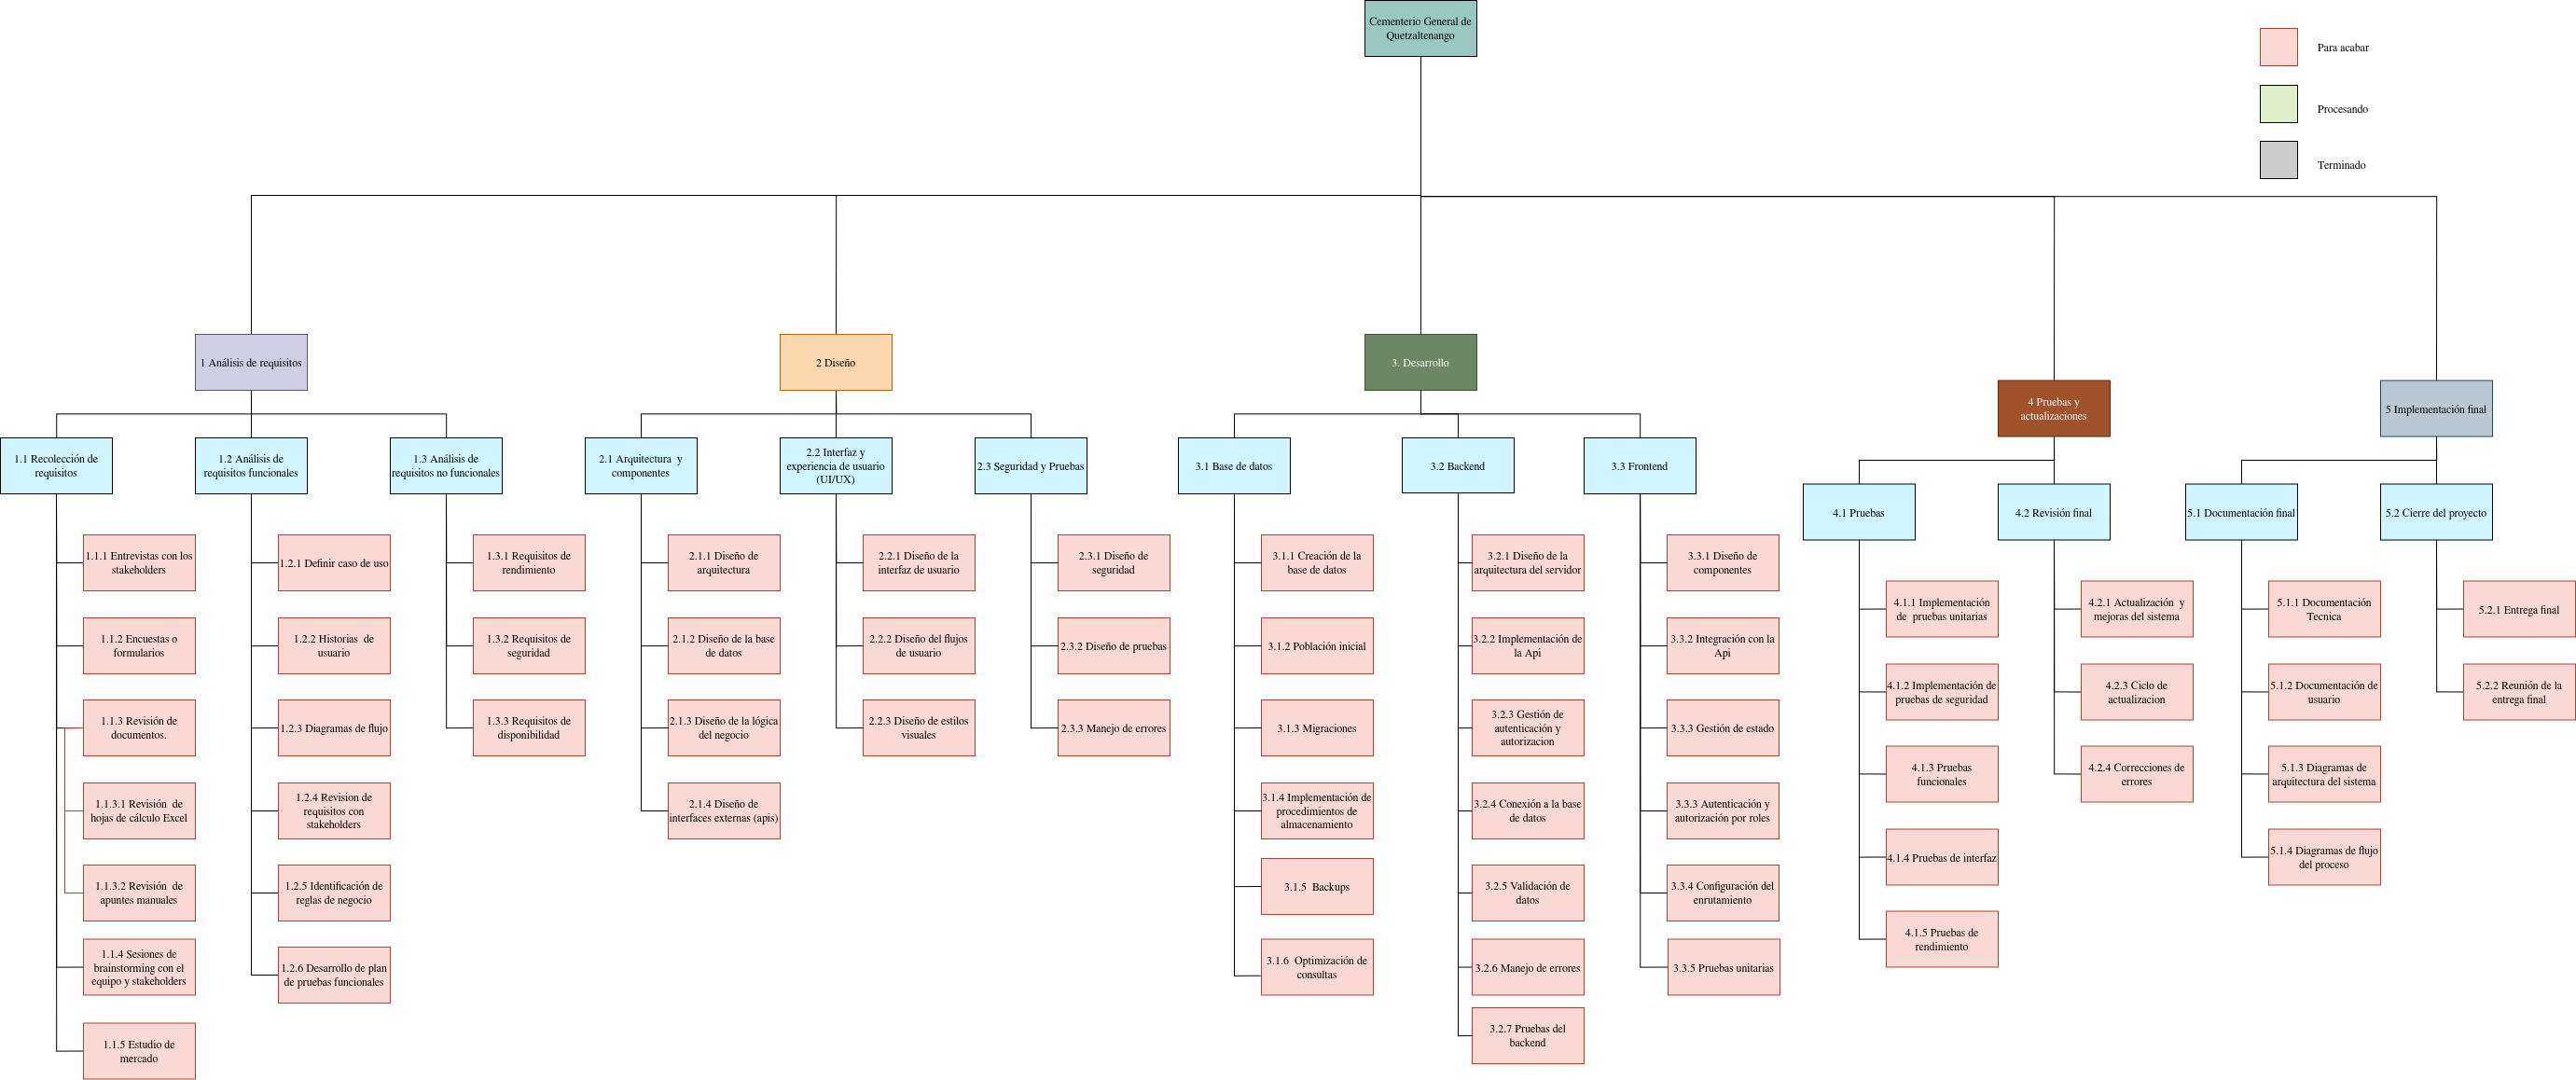 Cementerio General de
Quetzaltenango
Para acabar
Procesando
Terminado
1 Análisis de requisitos
2 Diseño
3. Desarrollo
4 Pruebas y
actualizaciones
5 Implementación final
1.1 Recolección de
requisitos
1.2 Análisis de
requisitos funcionales
1.3 Análisis de
requisitos no funcionales
2.1 Arquitectura  y
componentes
2.2 Interfaz y
experiencia de usuario
(UI/UX)
2.3 Seguridad y Pruebas
3.1 Base de datos
3.2 Backend
3.3 Frontend
4.1 Pruebas
4.2 Revisión final
5.1 Documentación final
5.2 Cierre del proyecto
1.1.1 Entrevistas con los
stakeholders
1.1.2 Encuestas o
formularios
1.1.3 Revisión de
documentos.
1.1.3.1 Revisión  de
hojas de cálculo Excel
1.1.3.2 Revisión  de
apuntes manuales
1.1.4 Sesiones de
brainstorming con el
equipo y stakeholders
1.1.5 Estudio de
mercado
1.2.1 Definir caso de uso
1.2.2 Historias  de
usuario
1.2.3 Diagramas de flujo
1.2.4 Revision de
requisitos con
stakeholders
1.2.5 Identificación de
reglas de negocio
1.2.6 Desarrollo de plan
de pruebas funcionales
1.3.1 Requisitos de
rendimiento
1.3.2 Requisitos de
seguridad
1.3.3 Requisitos de
disponibilidad
2.1.1 Diseño de
arquitectura
2.1.2 Diseño de la base
de datos
2.1.3 Diseño de la lógica
del negocio
2.1.4 Diseño de
interfaces externas (apis)
2.2.1 Diseño de la
interfaz de usuario
2.2.2 Diseño del flujos
de usuario
2.2.3 Diseño de estilos
visuales
2.3.1 Diseño de
seguridad
2.3.2 Diseño de pruebas
2.3.3 Manejo de errores
3.1.1 Creación de la
base de datos
3.1.2 Población inicial
3.1.3 Migraciones
3.1.4 Implementación de
procedimientos de
almacenamiento
3.1.5  Backups
3.1.6  Optimización de
consultas
3.2.1 Diseño de la
arquitectura del servidor
3.2.2 Implementación de
la Api
3.2.3 Gestión de
autenticación y
autorizacion
3.2.4 Conexión a la base
de datos
3.2.5 Validación de
datos
3.2.6 Manejo de errores
3.2.7 Pruebas del
backend
3.3.1 Diseño de
componentes
3.3.2 Integración con la
Api
3.3.3 Gestión de estado
3.3.3 Autenticación y
autorización por roles
3.3.4 Configuración del
enrutamiento
3.3.5 Pruebas unitarias
4.1.1 Implementación
de  pruebas unitarias
4.1.2 Implementación de
pruebas de seguridad
4.1.3 Pruebas
funcionales
4.1.4 Pruebas de interfaz
4.1.5 Pruebas de
rendimiento
4.2.1 Actualización  y
mejoras del sistema
4.2.3 Ciclo de
actualizacion
4.2.4 Correcciones de
errores
5.1.1 Documentación
Tecnica
5.1.2 Documentación de
usuario
5.1.3 Diagramas de
arquitectura del sistema
5.1.4 Diagramas de flujo
del proceso
5.2.1 Entrega final
5.2.2 Reunión de la
entrega final